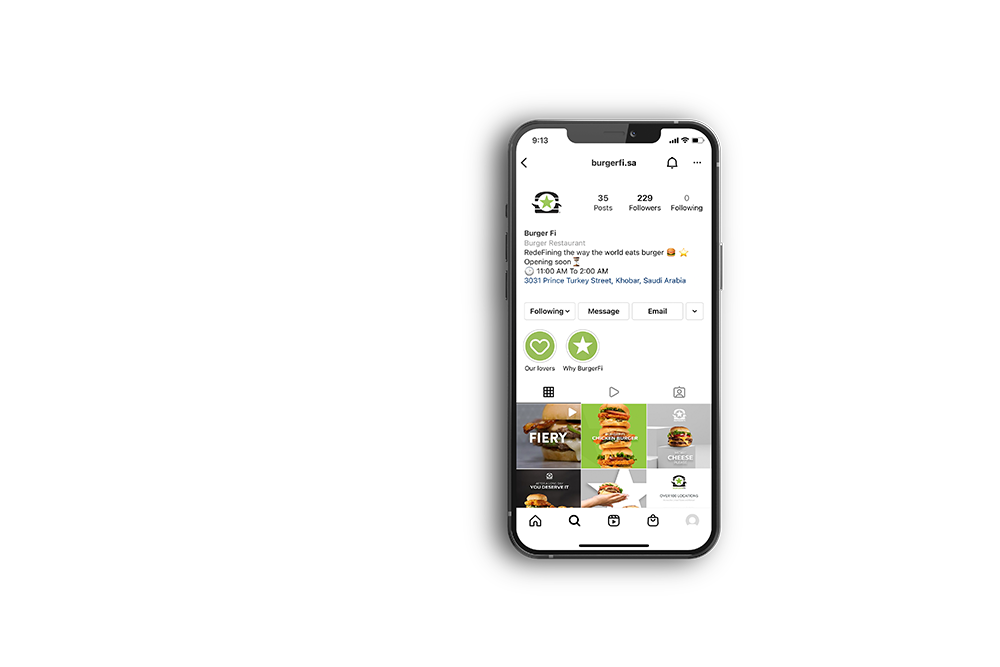 9:13
burgerfi.sa
35 229 0
Posts Followers Following
Burger Fi
Burger Restaurant
RedeFining the way the world eats burger 🍔 ⭐
Opening soon ⏳
🕒 11:00 AM To 2:00 AM
3031 Prince Turkey Street, Khobar, Saudi Arabia
Following Message Email
Our lovers Why BurgerFi
FIERY
CHICKEN BURGER
CHEESE
YOU DESERVE IT
OVER 100 LOCATIONS